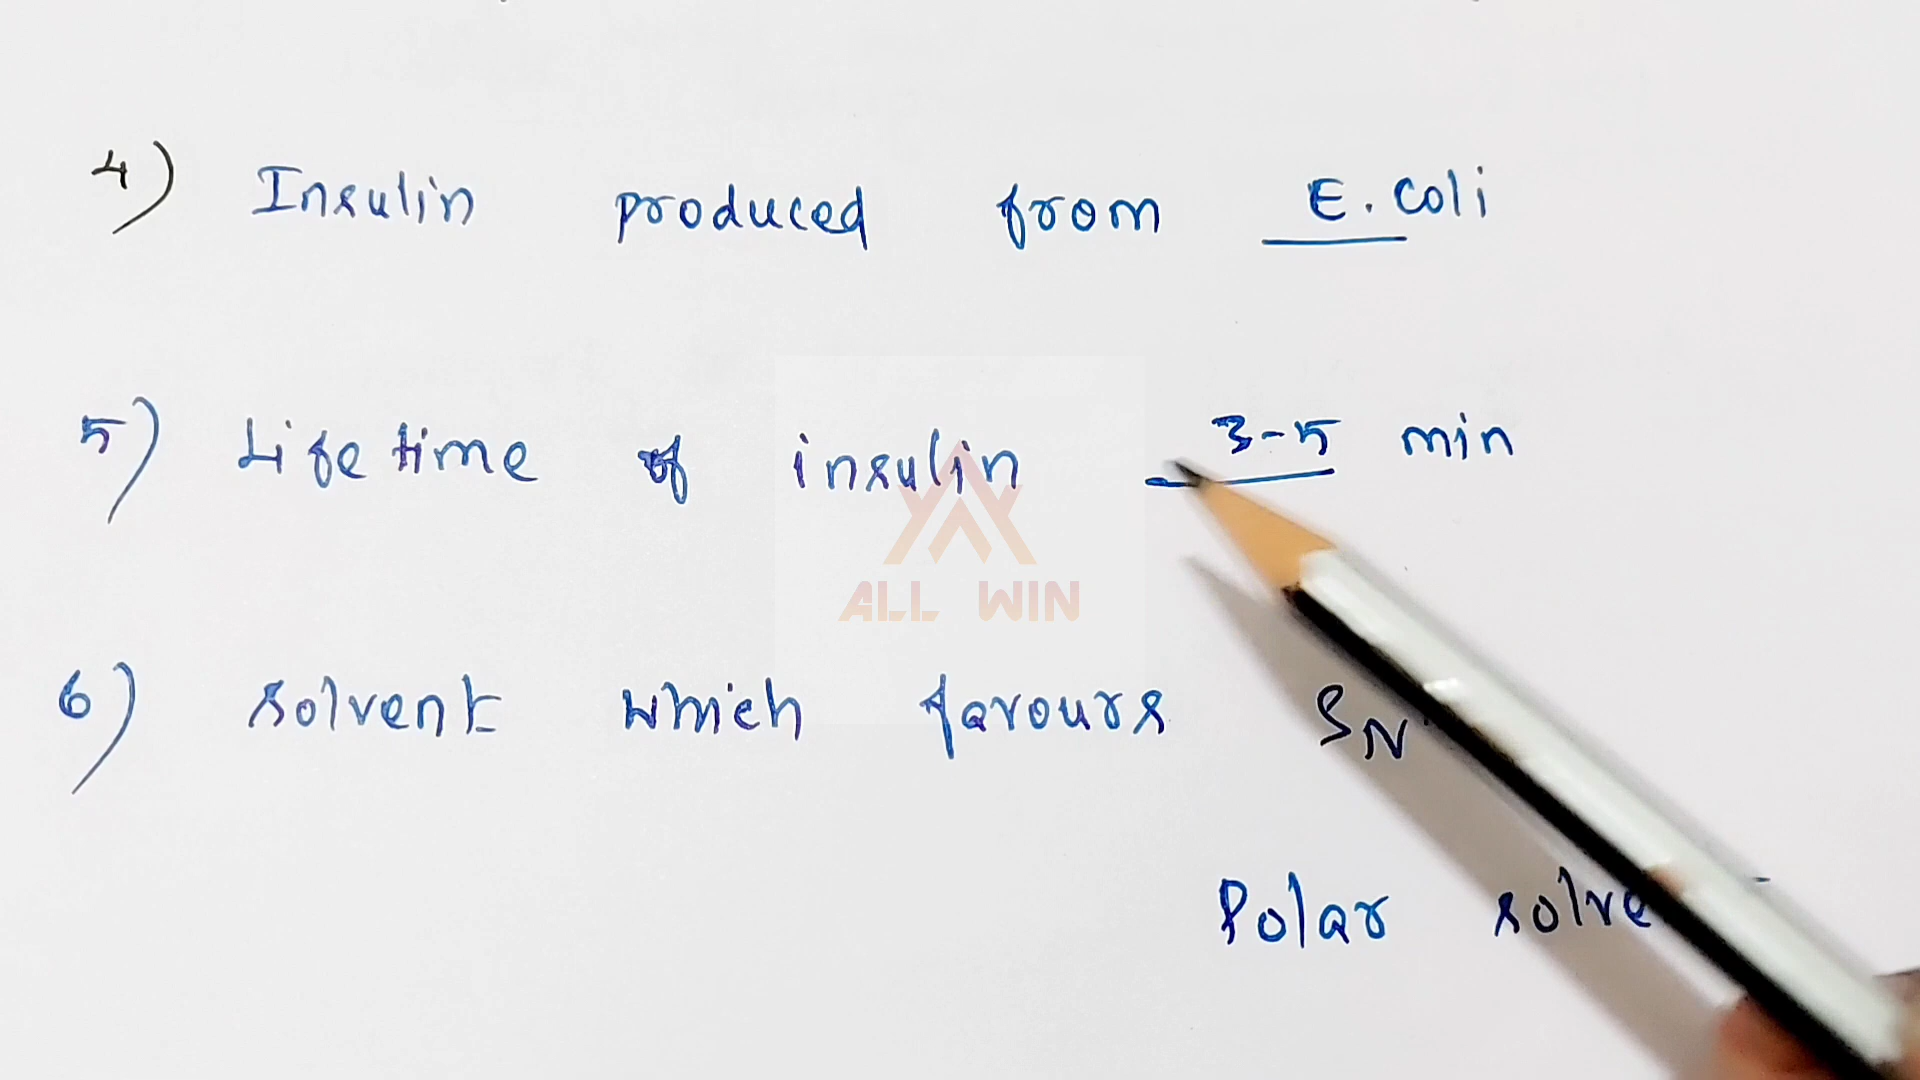 4) Insulin produced from E. Coli
5) Life time of insulin 3-5 min
ALL WIN
6) solvent which favours SN
Polar